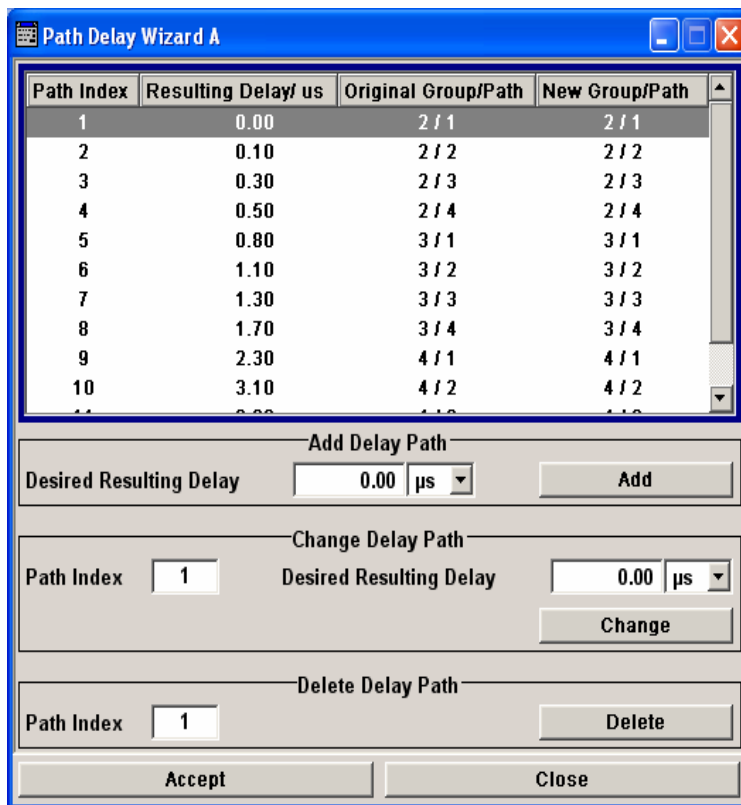 Path Delay Wizard A
Path Index Resulting Delay/ us Original Group/Path New Group/Path
1 0.00 2 / 1 2 / 1
2 0.10 2 / 2 2 / 2
3 0.30 2 / 3 2 / 3
4 0.50 2 / 4 2 / 4
5 0.80 3 / 1 3 / 1
6 1.10 3 / 2 3 / 2
7 1.30 3 / 3 3 / 3
8 1.70 3 / 4 3 / 4
9 2.30 4 / 1 4 / 1
10 3.10 4 / 2 4 / 2
Add Delay Path
Desired Resulting Delay 0.00 µs Add
Change Delay Path
Path Index 1 Desired Resulting Delay 0.00 µs
Change
Delete Delay Path
Path Index 1 Delete
Accept Close